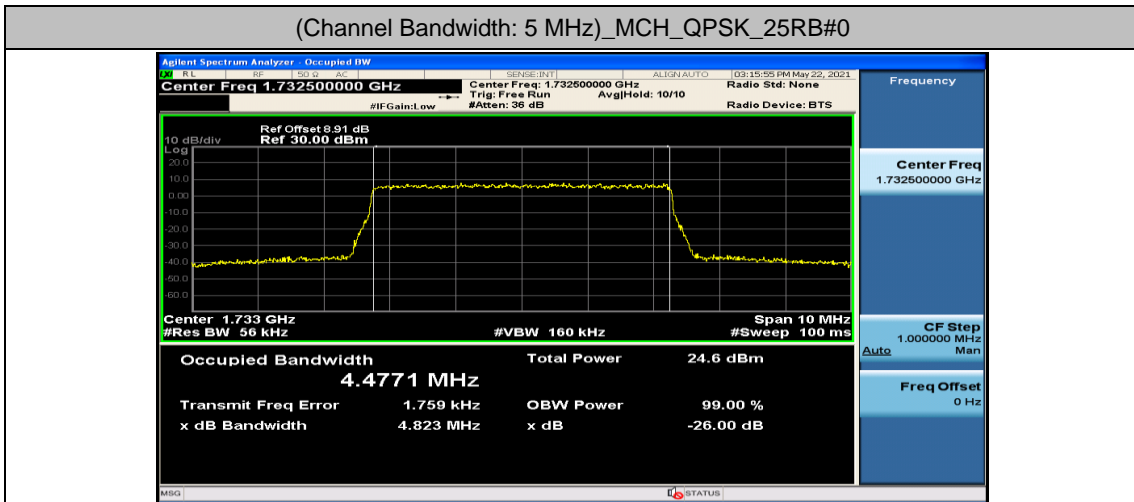 (Channel Bandwidth: 5 MHz)_MCH_QPSK_25RB#0
Agilent Spectrum Analyzer - Occupied BW
LXI RL RF 50 Ω AC SENSE:INT ALIGN AUTO 03:15:55 PM May 22, 2021
Center Freq 1.732500000 GHz
Center Freq: 1.732500000 GHz Radio Std: None
Trig: Free Run Avg|Hold: 10/10
#IFGain:Low #Atten: 36 dB Radio Device: BTS
Ref Offset 8.91 dB
10 dB/div Ref 30.00 dBm
Log
20.0
10.0
0.00
-10.0
-20.0
-30.0
-40.0
-50.0
-60.0
Center 1.733 GHz Span 10 MHz
#Res BW 56 kHz #VBW 160 kHz #Sweep 100 ms
Occupied Bandwidth Total Power 24.6 dBm
4.4771 MHz
Transmit Freq Error 1.759 kHz OBW Power 99.00 %
x dB Bandwidth 4.823 MHz x dB -26.00 dB
MSG STATUS
Frequency
Center Freq
1.732500000 GHz
CF Step
1.000000 MHz
Auto Man
Freq Offset
0 Hz